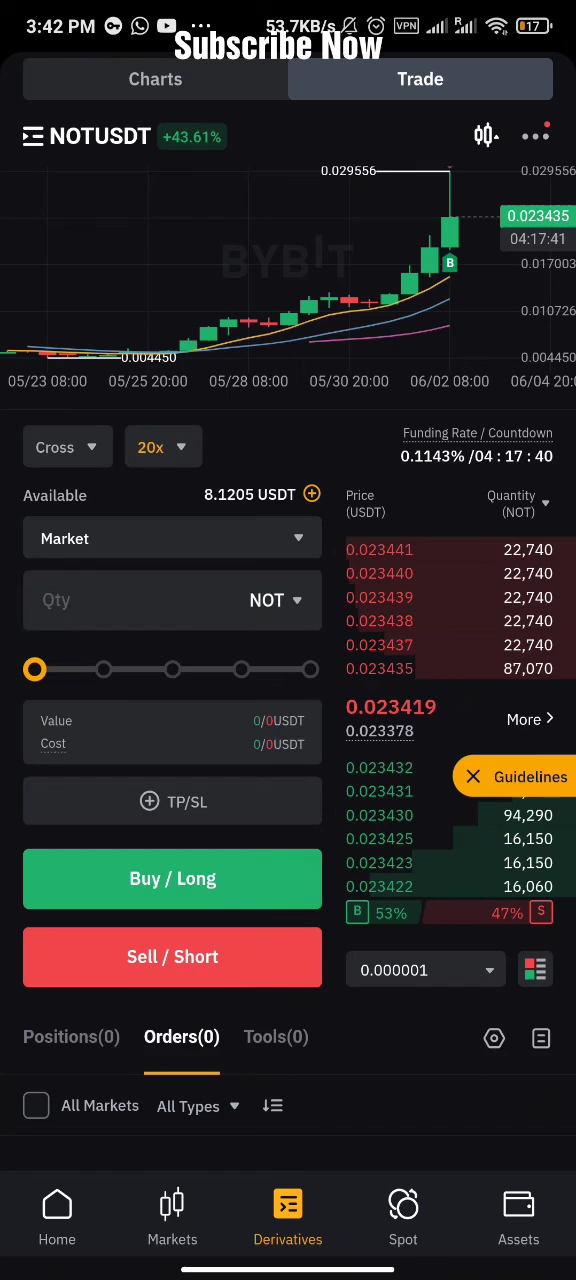 3:42 PM ... 53.7KB/s VPN R 17
Subscribe Now
Charts Trade
NOTUSDT +43.61%
0.029556 0.029556
0.023435
04:17:41
BYBIT
B
0.017003
0.010726
0.004450 0.004450
05/23 08:00 05/25 20:00 05/28 08:00 05/30 20:00 06/02 08:00 06/04 20:
Cross 20x
Funding Rate / Countdown
0.1143% /04 : 17 : 40
Available 8.1205 USDT
Price (USDT) Quantity (NOT)
Market
Qty NOT
0.023441 22,740
0.023440 22,740
0.023439 22,740
0.023438 22,740
0.023437 22,740
0.023435 87,070
Value 0/0USDT
Cost 0/0USDT
0.023419
0.023378
More
TP/SL
0.023432
Guidelines
0.023431
0.023430 94,290
0.023425 16,150
0.023423 16,150
0.023422 16,060
Buy / Long
B 53% 47% S
Sell / Short
0.000001
Positions(0) Orders(0) Tools(0)
All Markets All Types
Home Markets Derivatives Spot Assets